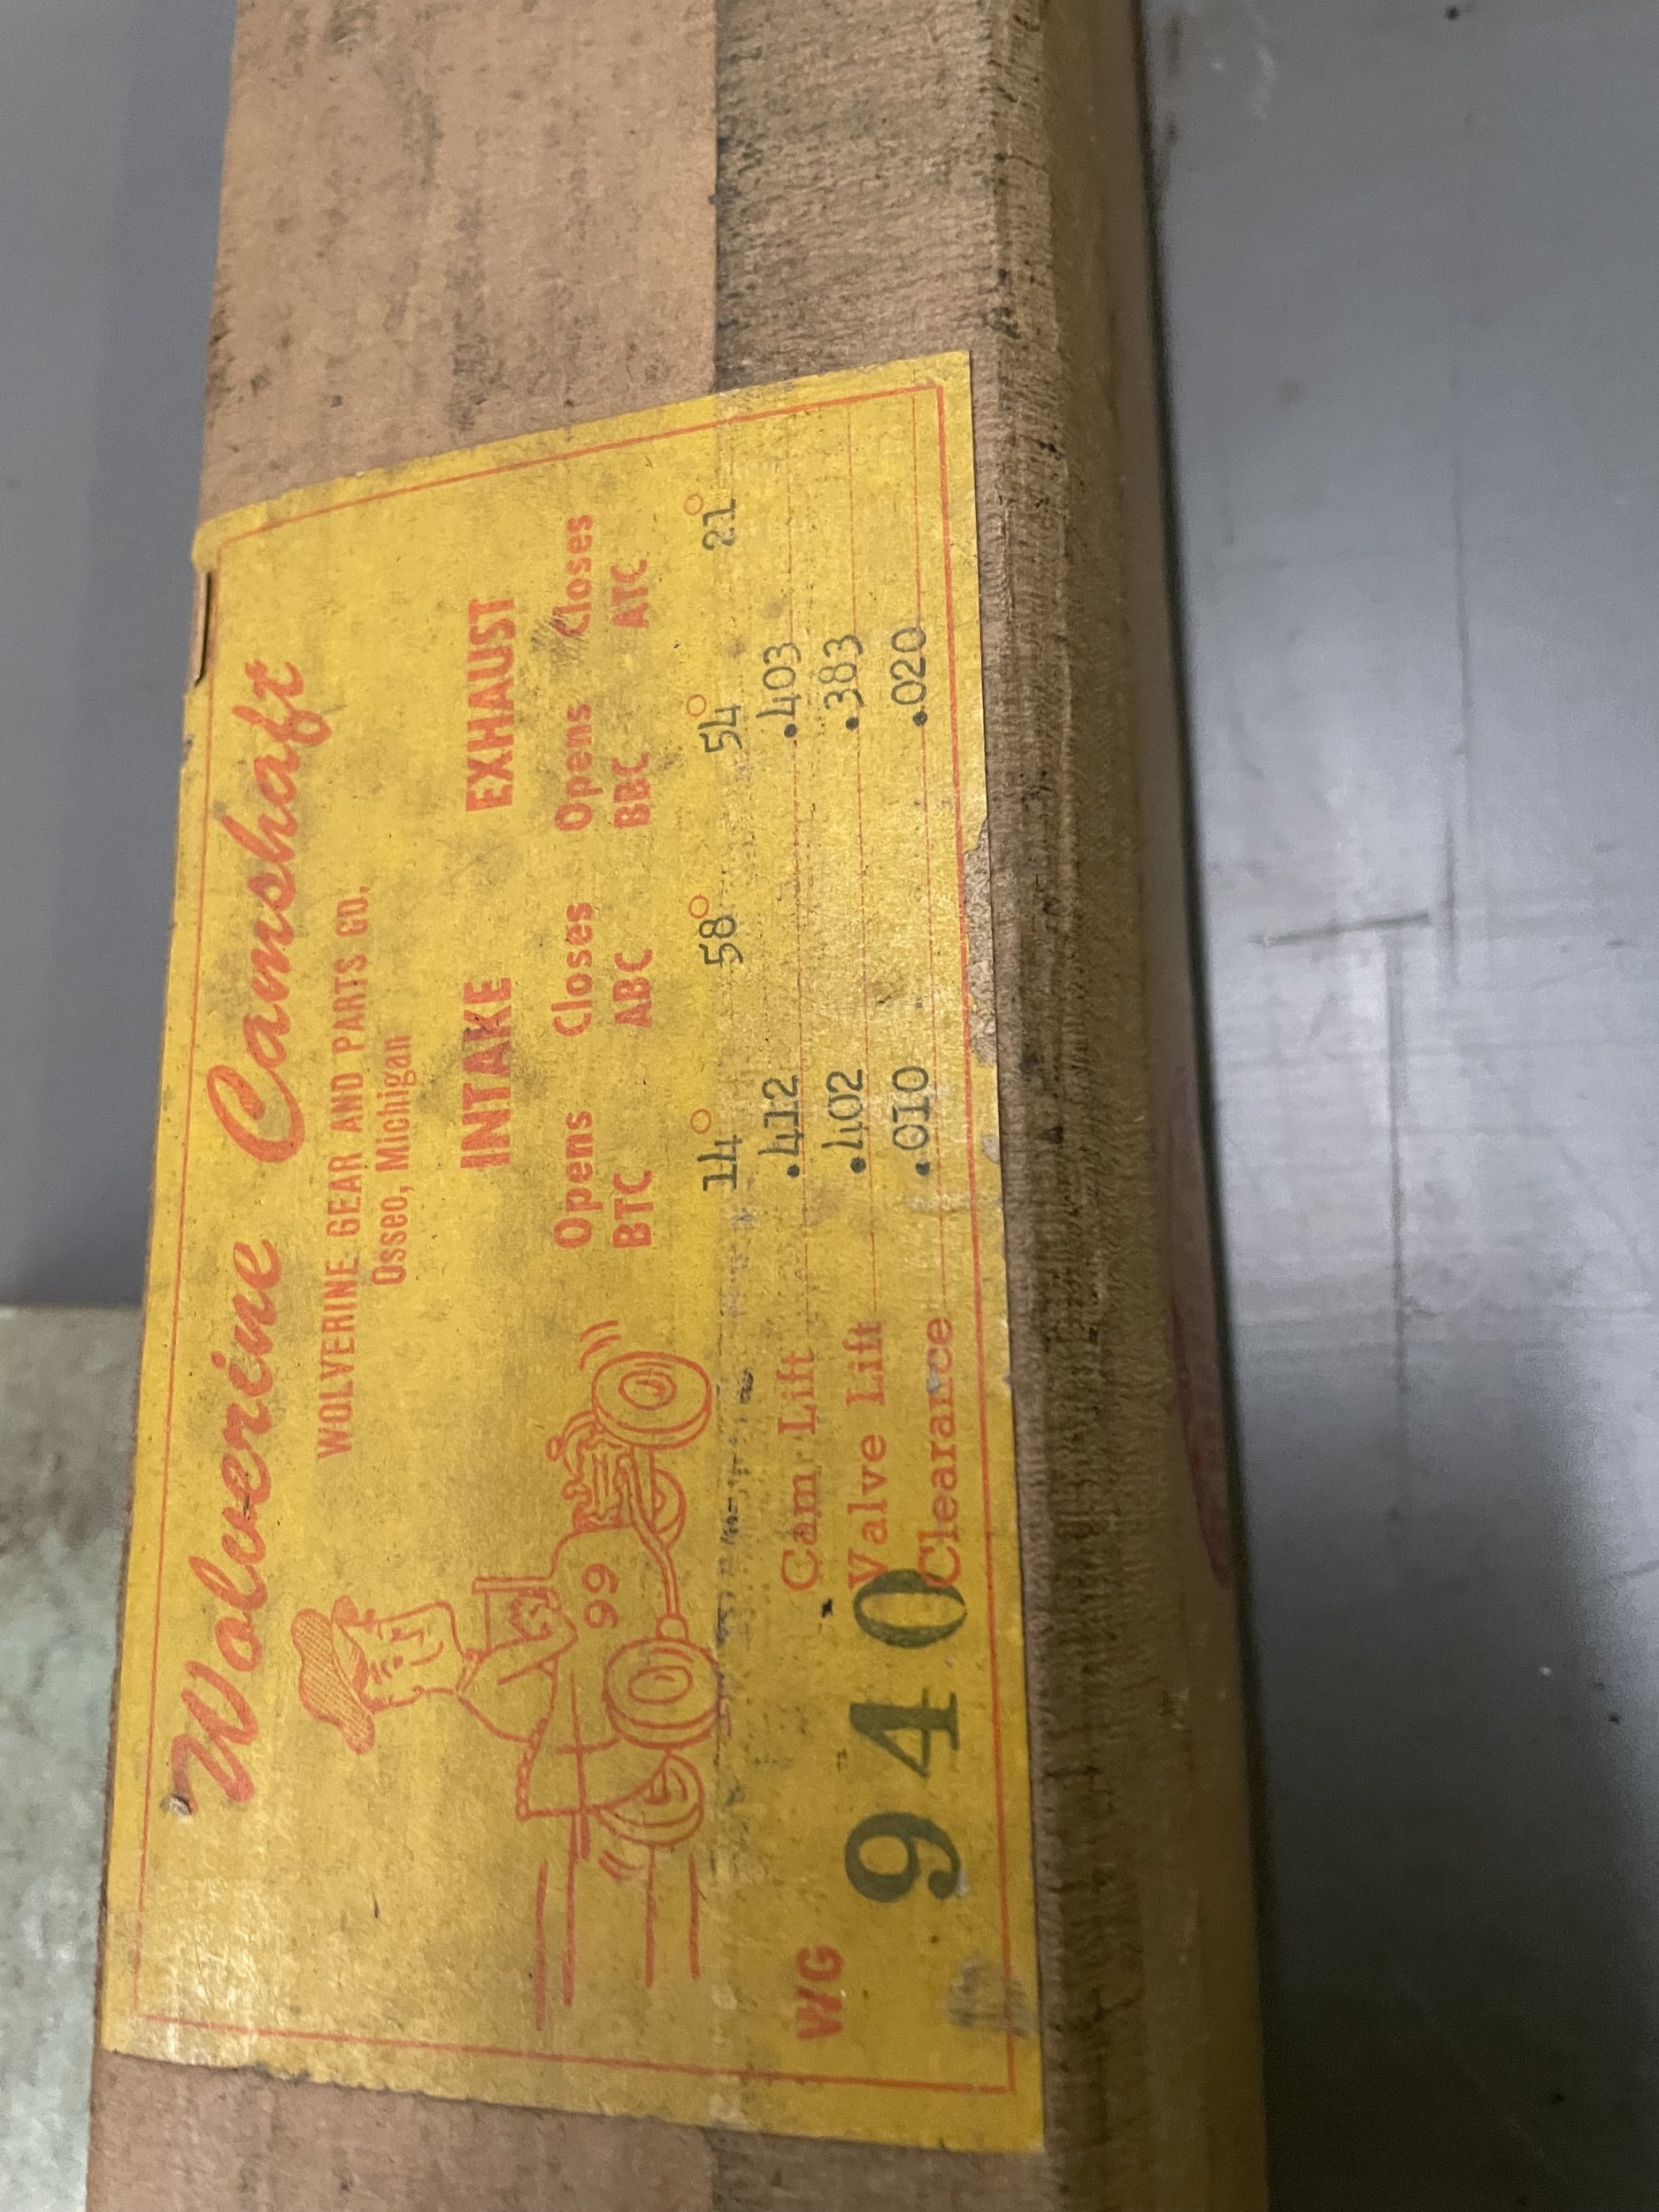 Wolverine Camshaft
WOLVERINE GEAR AND PARTS CO.
Osseo, Michigan
INTAKE EXHAUST
Opens Closes Opens Closes
BTC ABC BBC ATC
99
14° 58° 54° 21°
Cam Lift .412 .403
Valve Lift .402 .383
Clearance .010 .020
WG 940